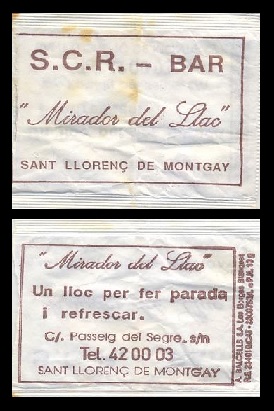 S.C.R. - BAR
"Mirador del Llac"
SANT LLORENÇ DE MONTGAY
"Mirador del Llac"
Un lloc per fer parada
i refrescar.
C/. Passeig del Segre, s/n
Tel. 42 00 03
SANT LLORENÇ DE MONTGAY